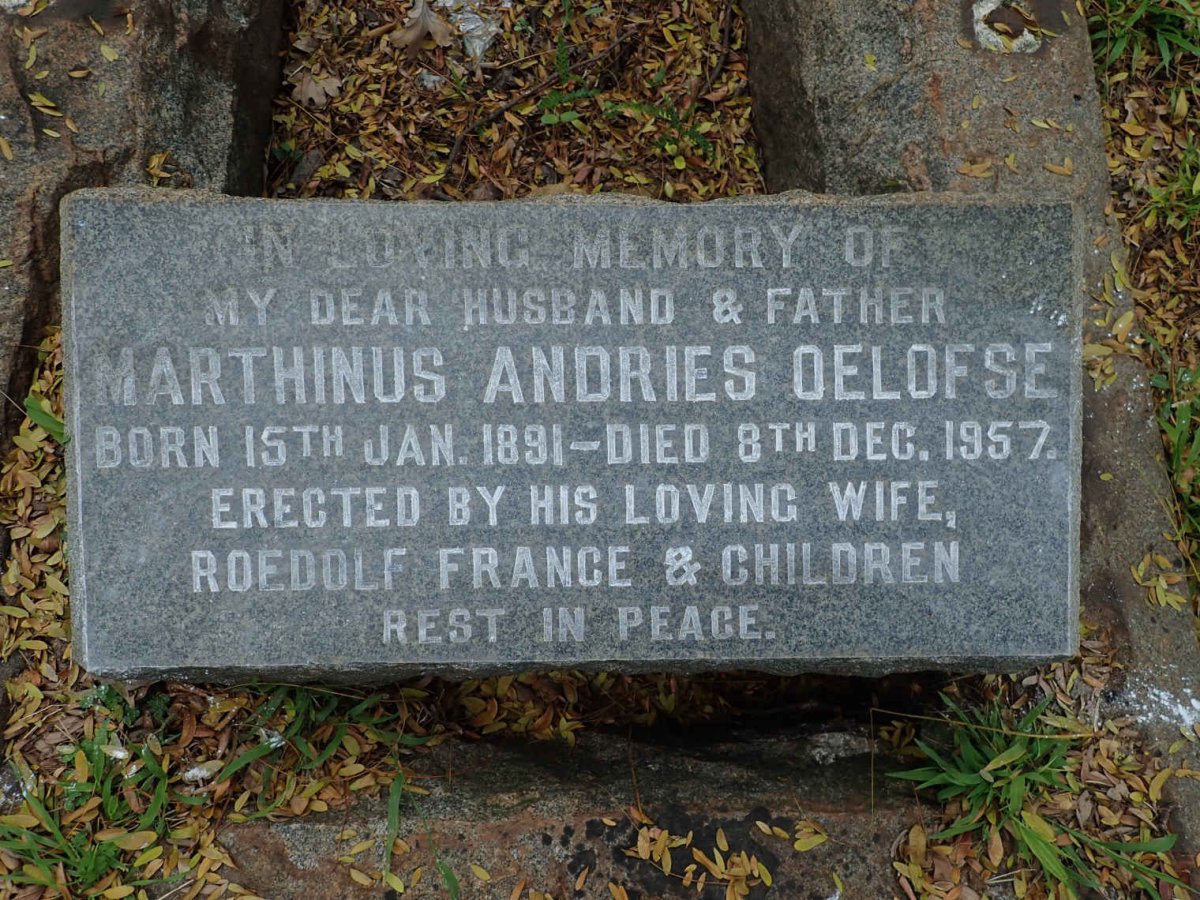 IN LOVING MEMORY OF
MY DEAR HUSBAND & FATHER
MARTHINUS ANDRIES OELOFSE
BORN 15TH JAN. 1891-DIED 8TH DEC. 1957.
ERECTED BY HIS LOVING WIFE,
ROEDOLF FRANCE & CHILDREN
REST IN PEACE.